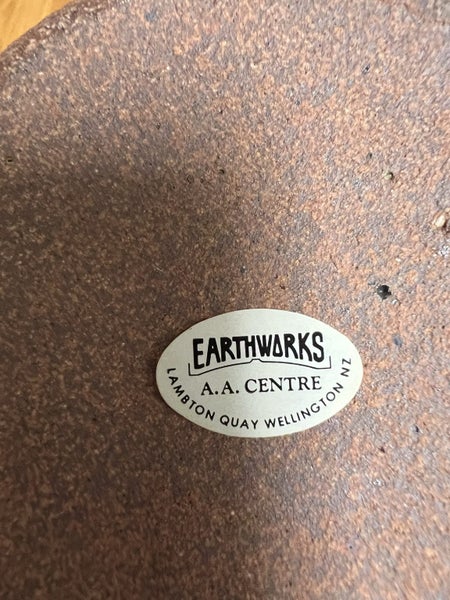 EARTHWORKS
A.A. CENTRE
LAMBTON QUAY WELLINGTON NZ